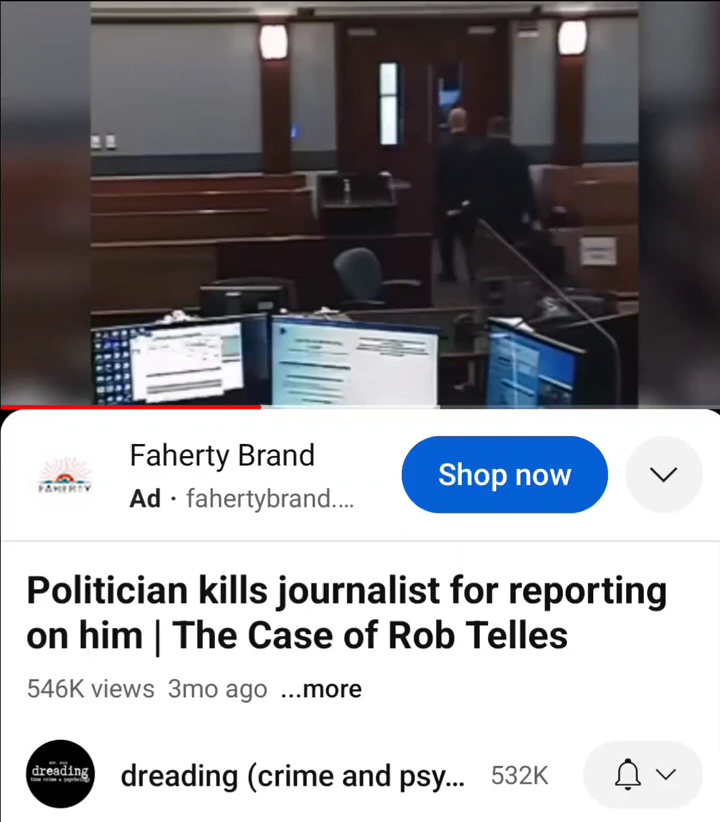 Faherty Brand
FAHERTY
Ad · fahertybrand....
Shop now
Politician kills journalist for reporting
on him | The Case of Rob Telles
546K views 3mo ago ...more
dreading
dreading (crime and psy... 532K